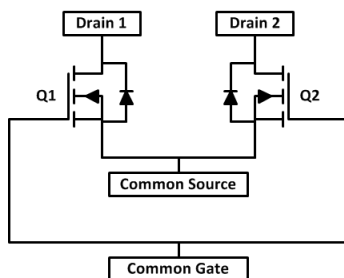 Drain 1
Drain 2
Q1
Q2
Common Source
Common Gate